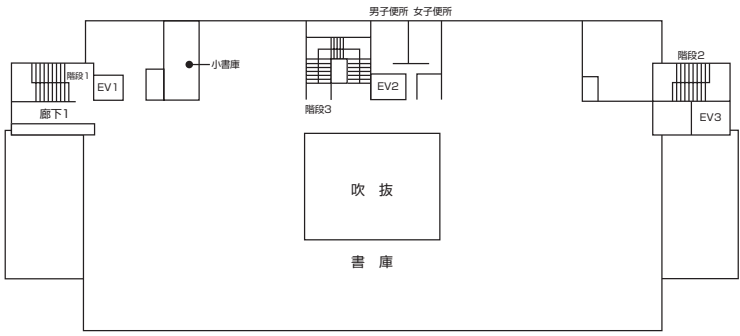 男子便所 女子便所
階段1
EV1
小書庫
階段2
EV2
階段3
廊下1
EV3
吹 抜
書 庫